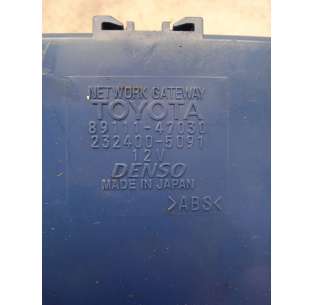 NETWORK GATEWAY
TOYOTA
89111-47030
232400-5091
12V
DENSO
MADE IN JAPAN
>ABS<